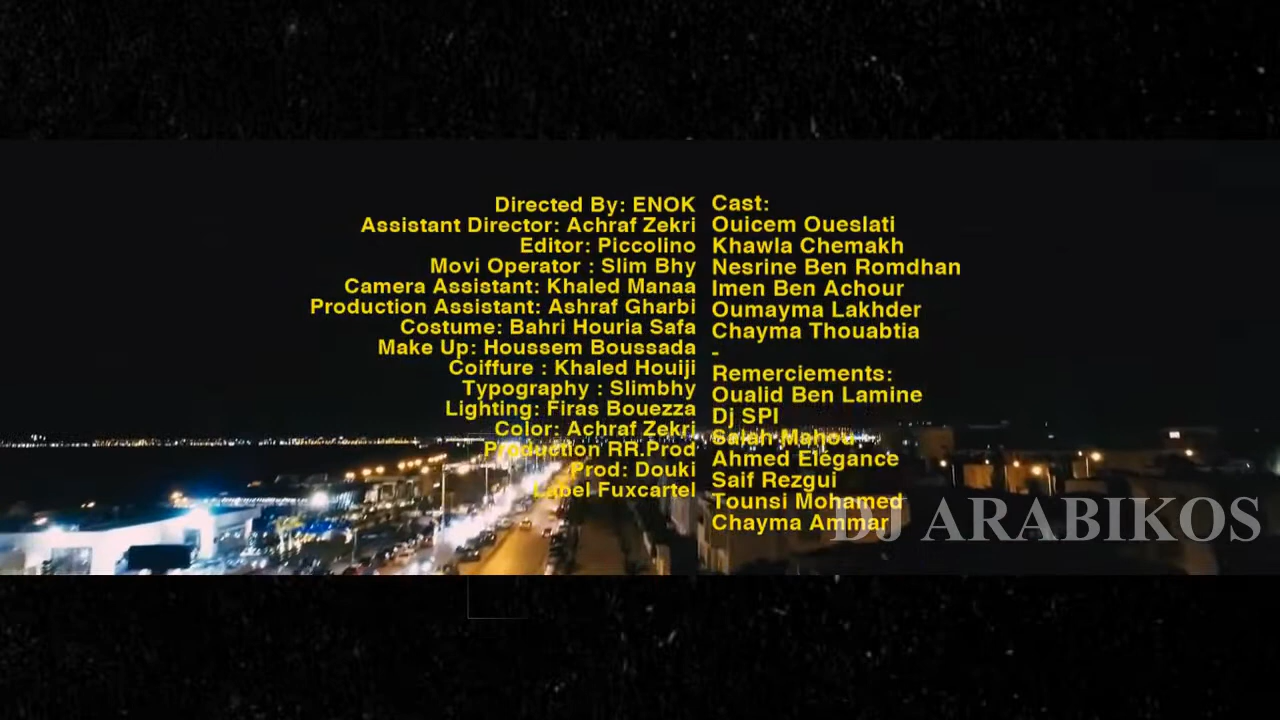 Directed By: ENOK
Assistant Director: Achraf Zekri
Editor: Piccolino
Movi Operator : Slim Bhy
Camera Assistant: Khaled Manaa
Production Assistant: Ashraf Gharbi
Costume: Bahri Houria Safa
Make Up: Houssem Boussada
Coiffure : Khaled Houiji
Typography : Slimbhy
Lighting: Firas Bouezza
Color: Achraf Zekri
Production RR.Prod
Prod: Douki
Label Fuxcartel
Cast:
Ouicem Oueslati
Khawla Chemakh
Nesrine Ben Romdhan
Imen Ben Achour
Oumayma Lakhder
Chayma Thouabtia
-
Remerciements:
Oualid Ben Lamine
Dj SPI
Salah Mahou
Ahmed Elégance
Saif Rezgui
Tounsi Mohamed
Chayma Ammar
DJ ARABIKOS